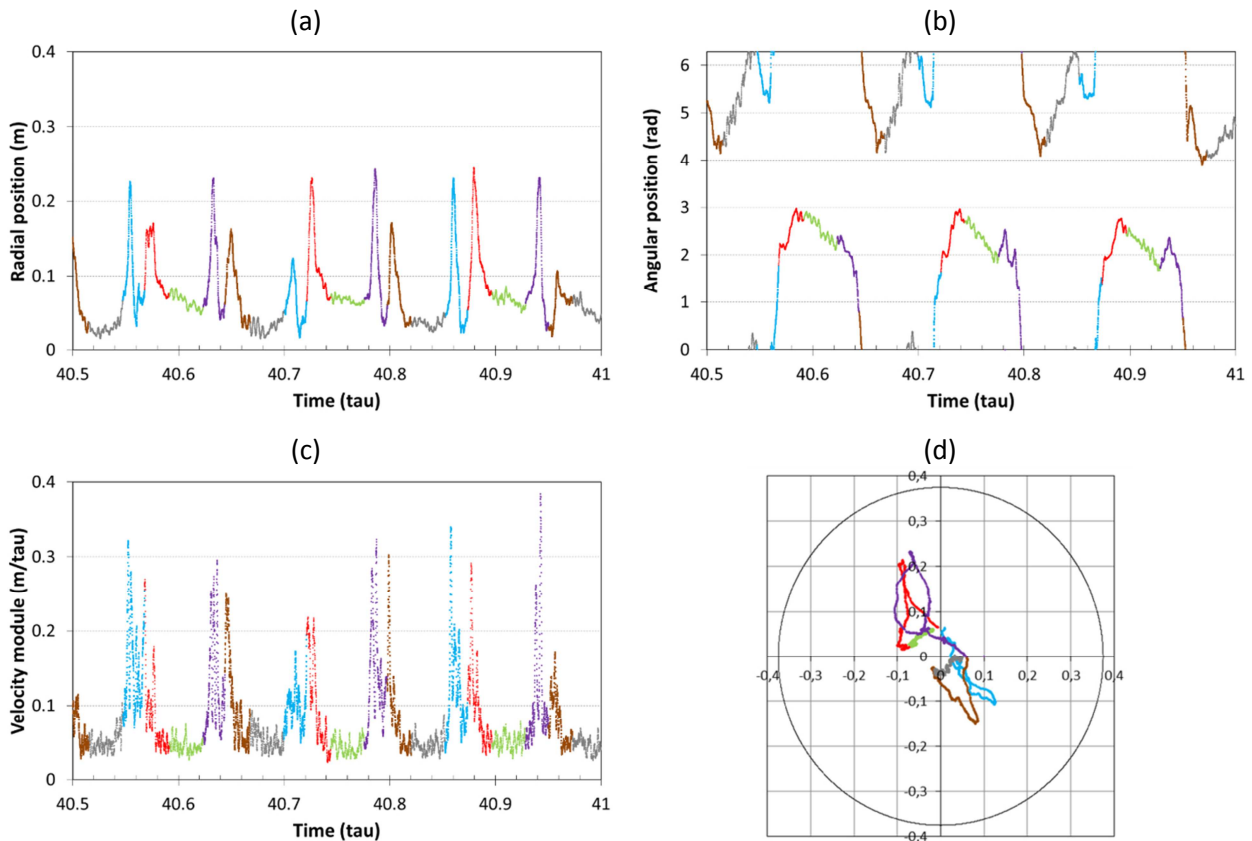 (a)
(b)
Radial position (m)
0.4
0.3
0.2
0.1
0
40.5 40.6 40.7 40.8 40.9 41
Time (tau)
Angular position (rad)
6
5
4
3
2
1
0
40.5 40.6 40.7 40.8 40.9 41
Time (tau)
(c)
(d)
Velocity module (m/tau)
0.4
0.3
0.2
0.1
0
40.5 40.6 40.7 40.8 40.9 41
Time (tau)
0,4
0,3
0,2
0,1
0
-0,4 -0,3 -0,2 -0,1 0 0,1 0,2 0,3 0,4
-0,1
-0,2
-0,3
-0,4